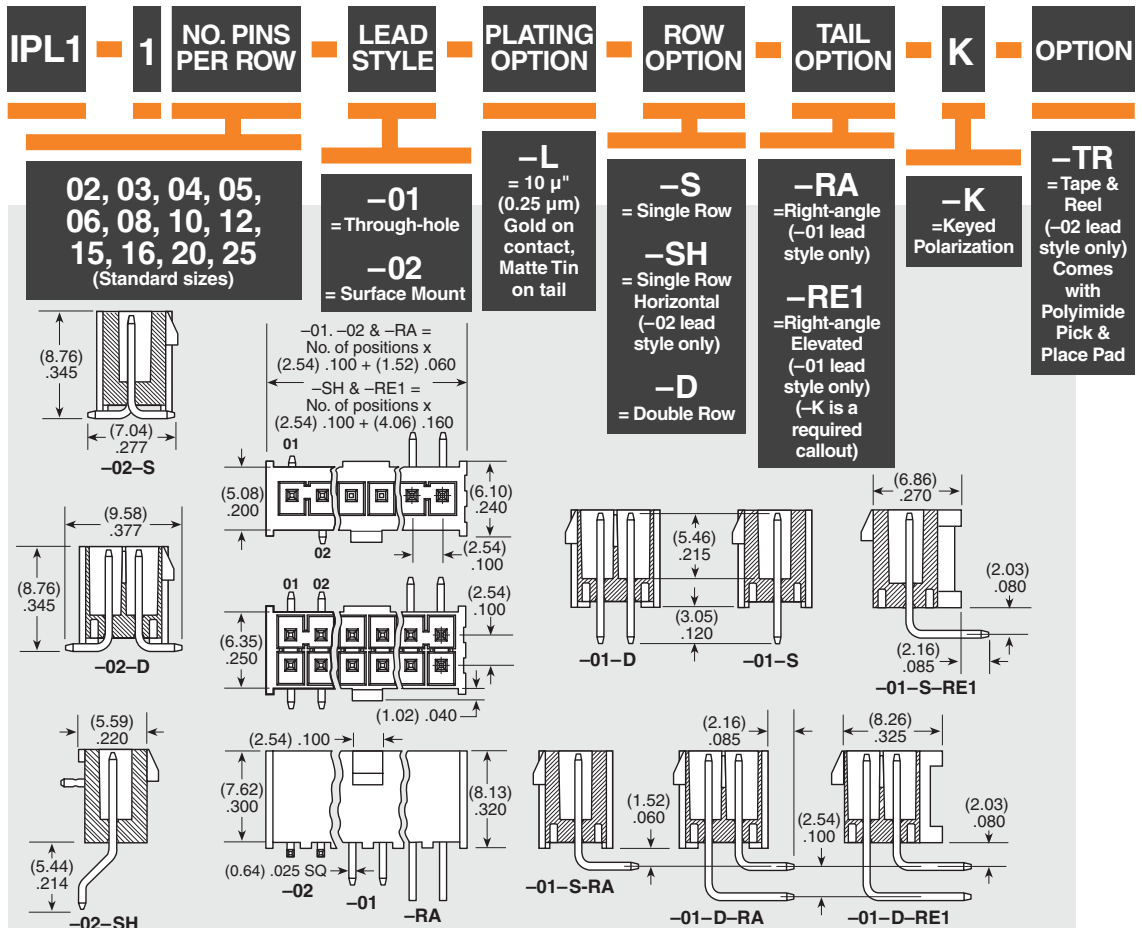 IPL1
1
NO. PINS
PER ROW
LEAD
STYLE
PLATING
OPTION
ROW
OPTION
TAIL
OPTION
K
OPTION
02, 03, 04, 05,
06, 08, 10, 12,
15, 16, 20, 25
(Standard sizes)
–01
= Through-hole
–02
= Surface Mount
–L
= 10 µ"
(0.25 µm)
Gold on
contact,
Matte Tin
on tail
–S
= Single Row
–SH
= Single Row
Horizontal
(–02 lead
style only)
–D
= Double Row
–RA
=Right-angle
(–01 lead
style only)
–RE1
=Right-angle
Elevated
(–01 lead
style only)
(–K is a
required
callout)
–K
=Keyed
Polarization
–TR
= Tape &
Reel
(–02 lead
style only)
Comes
with
Polyimide
Pick &
Place Pad
(8.76)
.345
(7.04)
.277
–02–S
–01. –02 & –RA =
No. of positions x
(2.54) .100 + (1.52) .060
–SH & –RE1 =
No. of positions x
(2.54) .100 + (4.06) .160
01
(5.08)
.200
(6.10)
.240
02
(2.54)
.100
(9.58)
.377
(8.76)
.345
–02–D
01 02
(2.54)
.100
(6.35)
.250
(1.02) .040
(5.46)
.215
(3.05)
.120
–01–D
–01–S
(6.86)
.270
(2.03)
.080
(2.16)
.085
–01–S–RE1
(5.59)
.220
(5.44)
.214
–02–SH
(2.54) .100
(7.62)
.300
(8.13)
.320
(0.64) .025 SQ
–02
–01
–RA
(1.52)
.060
–01–S-RA
(2.16)
.085
(2.54)
.100
–01–D–RA
(8.26)
.325
(2.03)
.080
–01–D–RE1